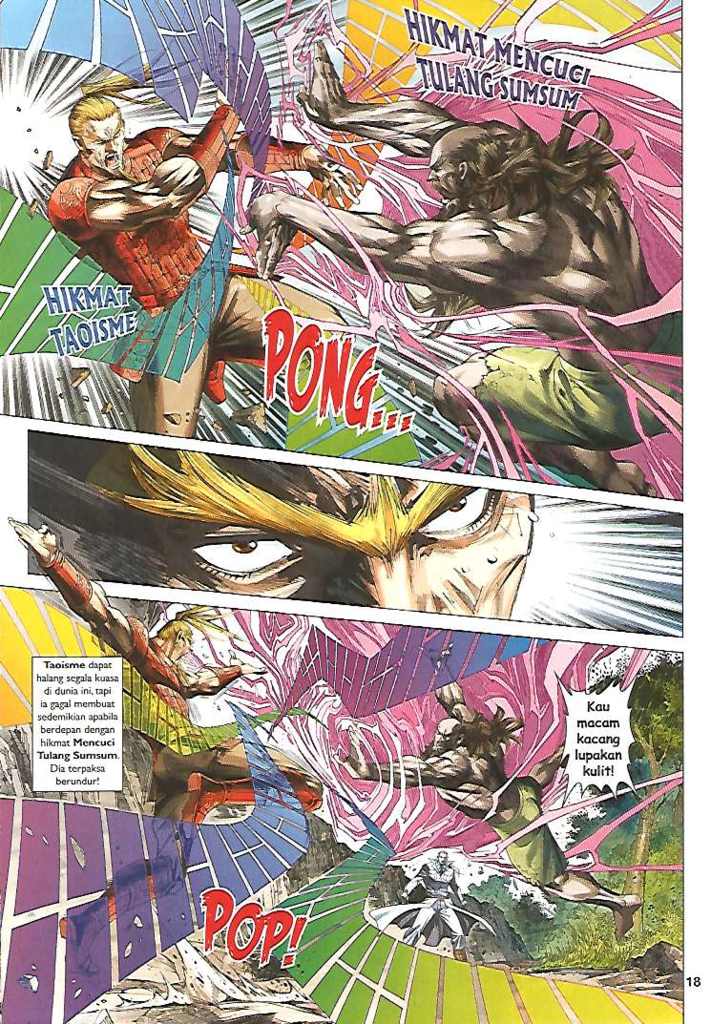 HIKMAT MENCUCI
TULANG SUMSUM
HIKMAT
TAOISME
PONG...
Taoisme dapat
halang segala kuasa
di dunia ini, tapi
ia gagal membuat
sedemikian apabila
berdepan dengan
hikmat Mencuci
Tulang Sumsum.
Dia terpaksa
berundur!
Kau
macam
kacang
lupakan
kulit!
POP!
18